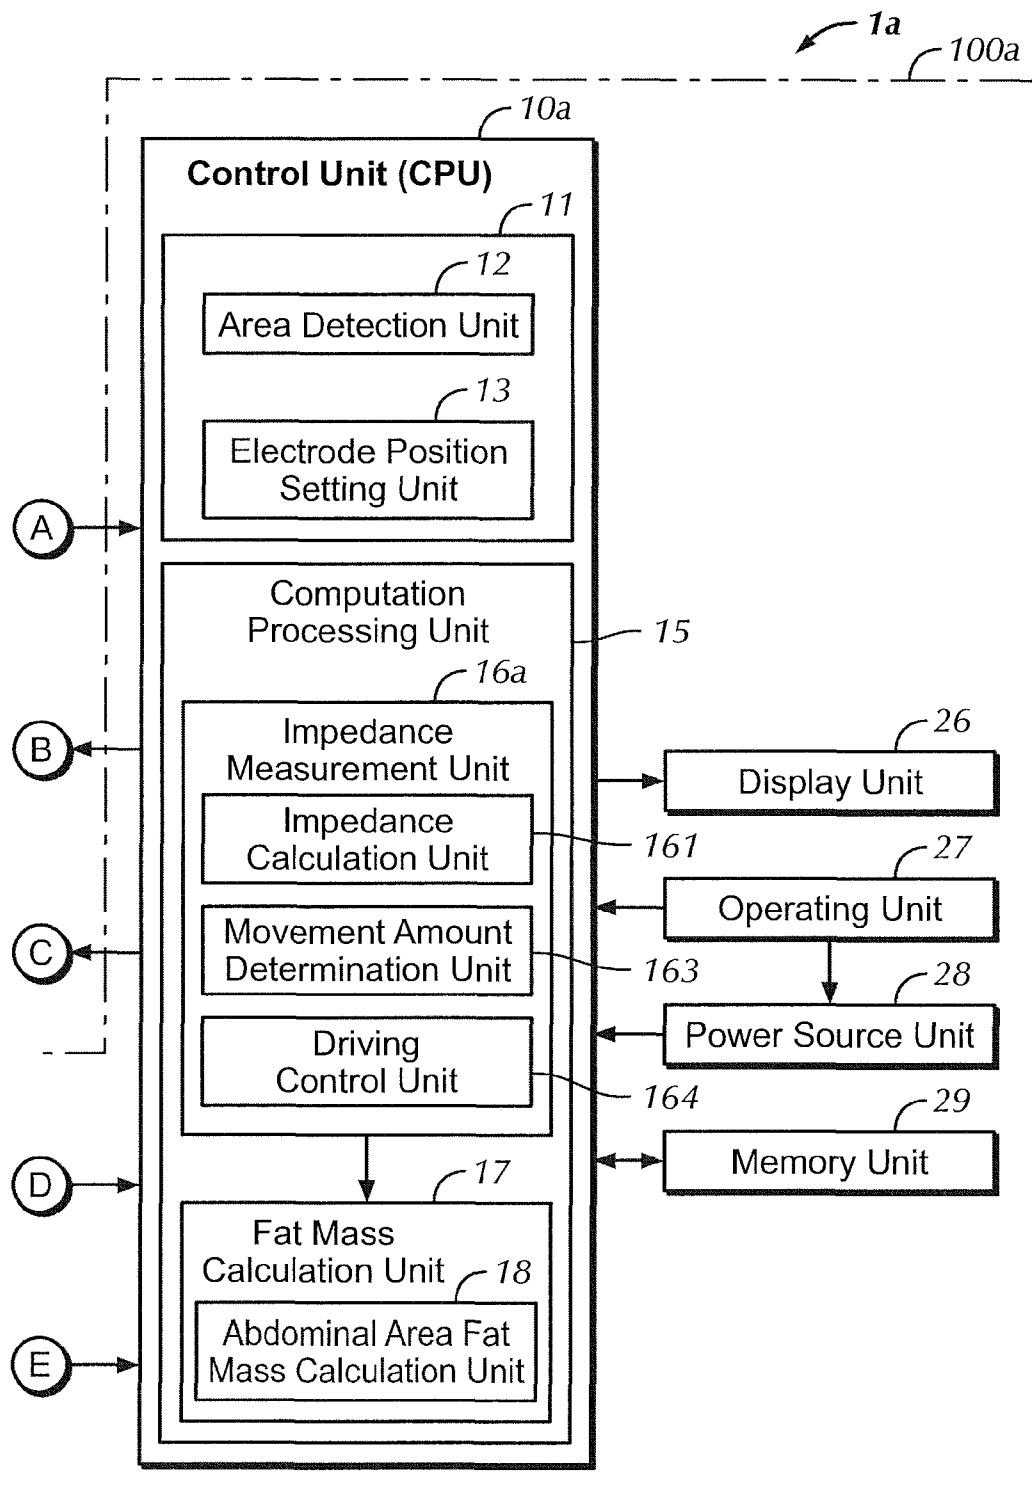 1a
100a
10a
Control Unit (CPU)
11
12
Area Detection Unit
13
Electrode Position
Setting Unit
A
Computation
Processing Unit
15
16a
Impedance
Measurement Unit
B
26
Display Unit
Impedance
Calculation Unit
161
27
Operating Unit
Movement Amount
Determination Unit
163
C
28
Power Source Unit
Driving
Control Unit
164
29
Memory Unit
D
17
Fat Mass
Calculation Unit
18
Abdominal Area Fat
Mass Calculation Unit
E